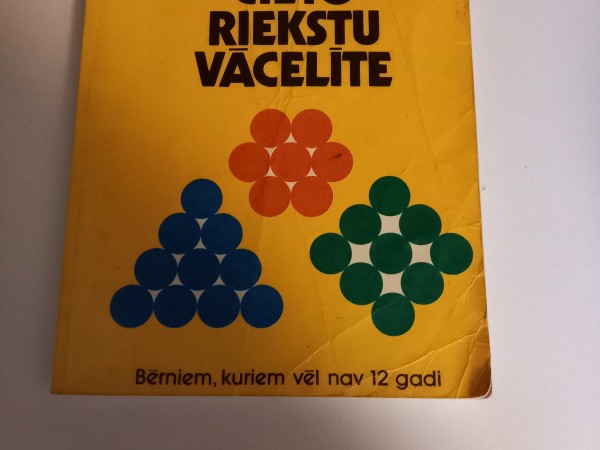 RIEKSTU
VĀCELĪTE
Bērniem, kuriem vēl nav 12 gadi